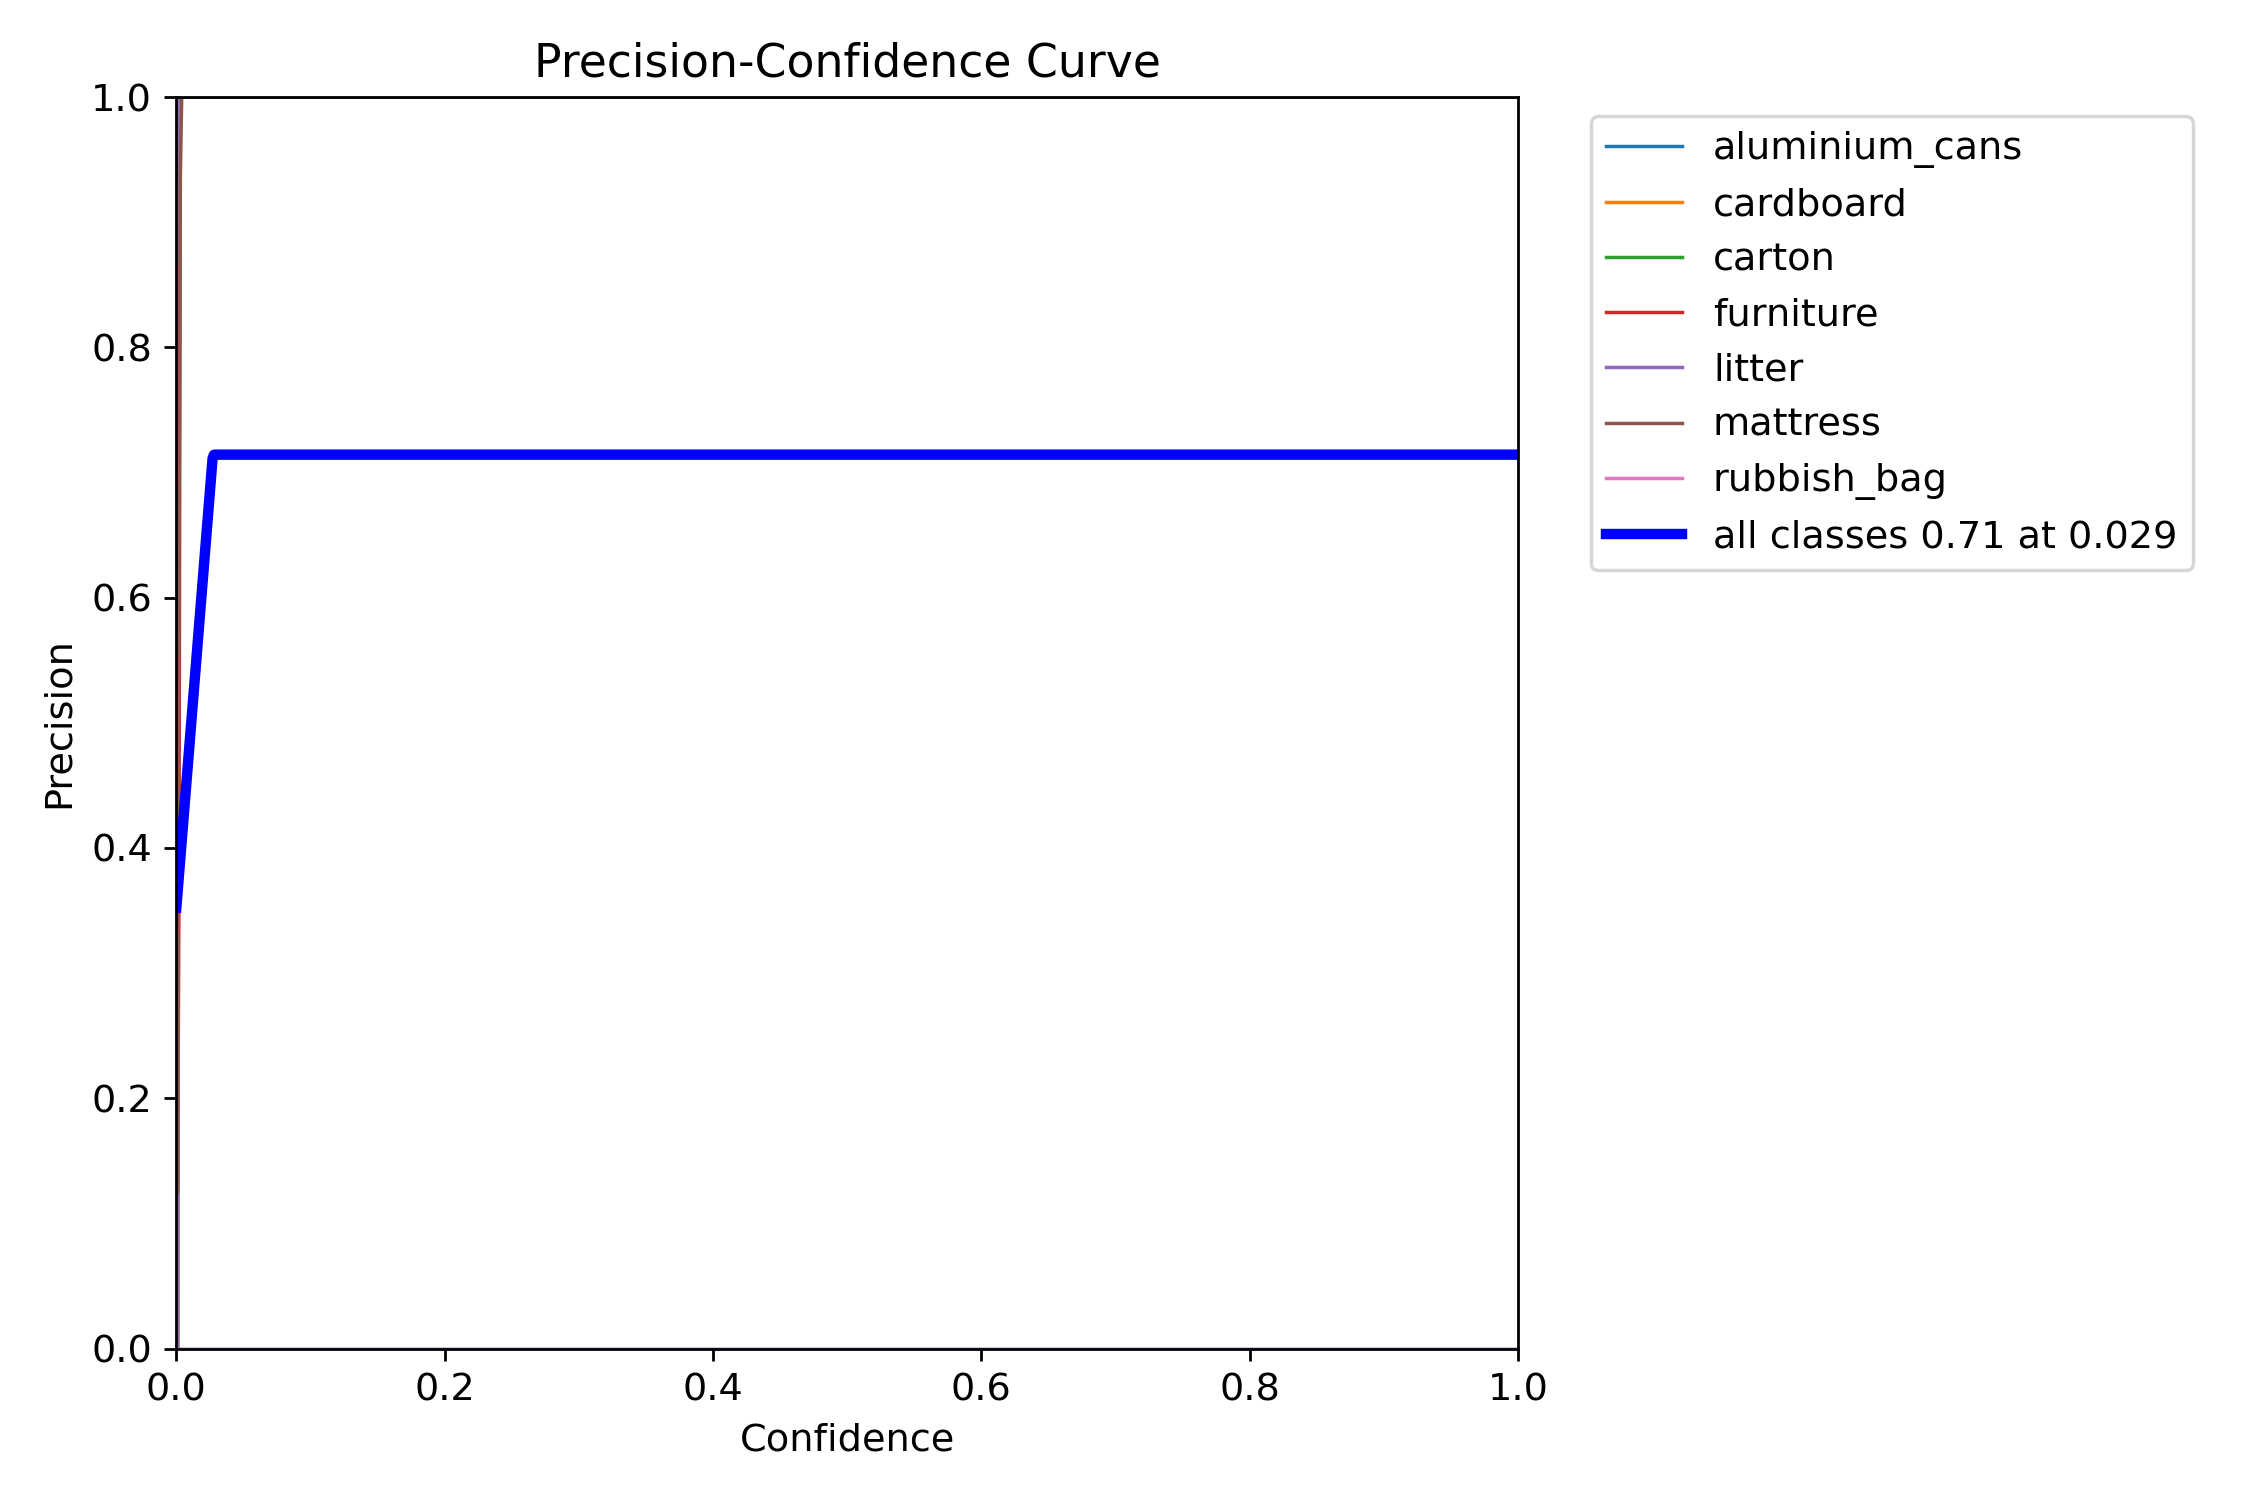 Precision-Confidence Curve
1.0
0.8
0.6
0.4
0.2
0.0
Precision
0.0 0.2 0.4 0.6 0.8 1.0
Confidence
aluminium_cans
cardboard
carton
furniture
litter
mattress
rubbish_bag
all classes 0.71 at 0.029